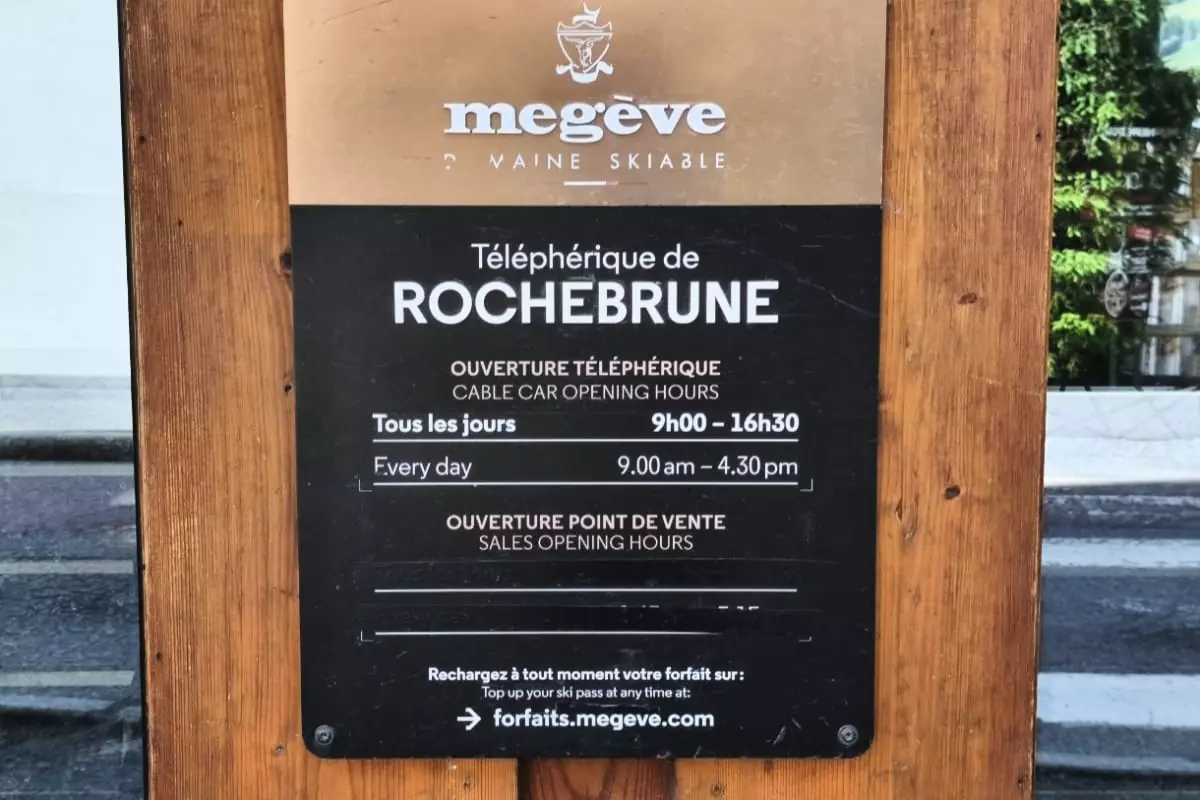 megève
MAINE SKIABLE
Téléphérique de
ROCHEBRUNE
OUVERTURE TÉLÉPHÉRIQUE
CABLE CAR OPENING HOURS
Tous les jours 9h00 – 16h30
Every day 9.00 am – 4.30 pm
OUVERTURE POINT DE VENTE
SALES OPENING HOURS
Rechargez à tout moment votre forfait sur :
Top up your ski pass at any time at:
→ forfaits.megeve.com